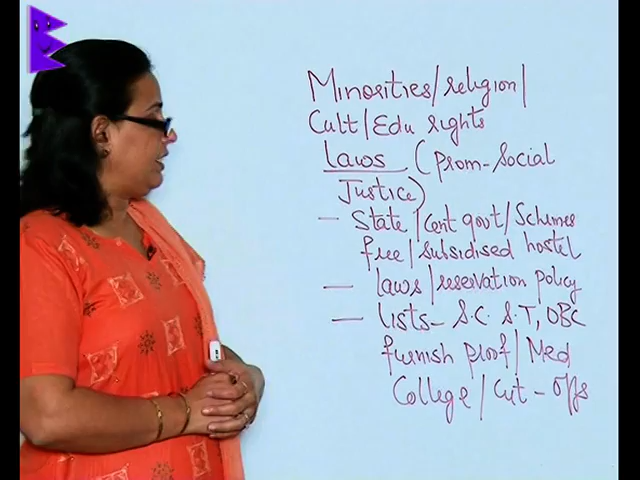 Minorities/religion/
Cult/Edu rights
Laws (prom-Social
Justice)
— State/Cent govt/Schemes
free/subsidised hostel
— laws/reservation policy
— lists- S.C. S.T, OBC
furnish proof/Med
College/Cut-offs